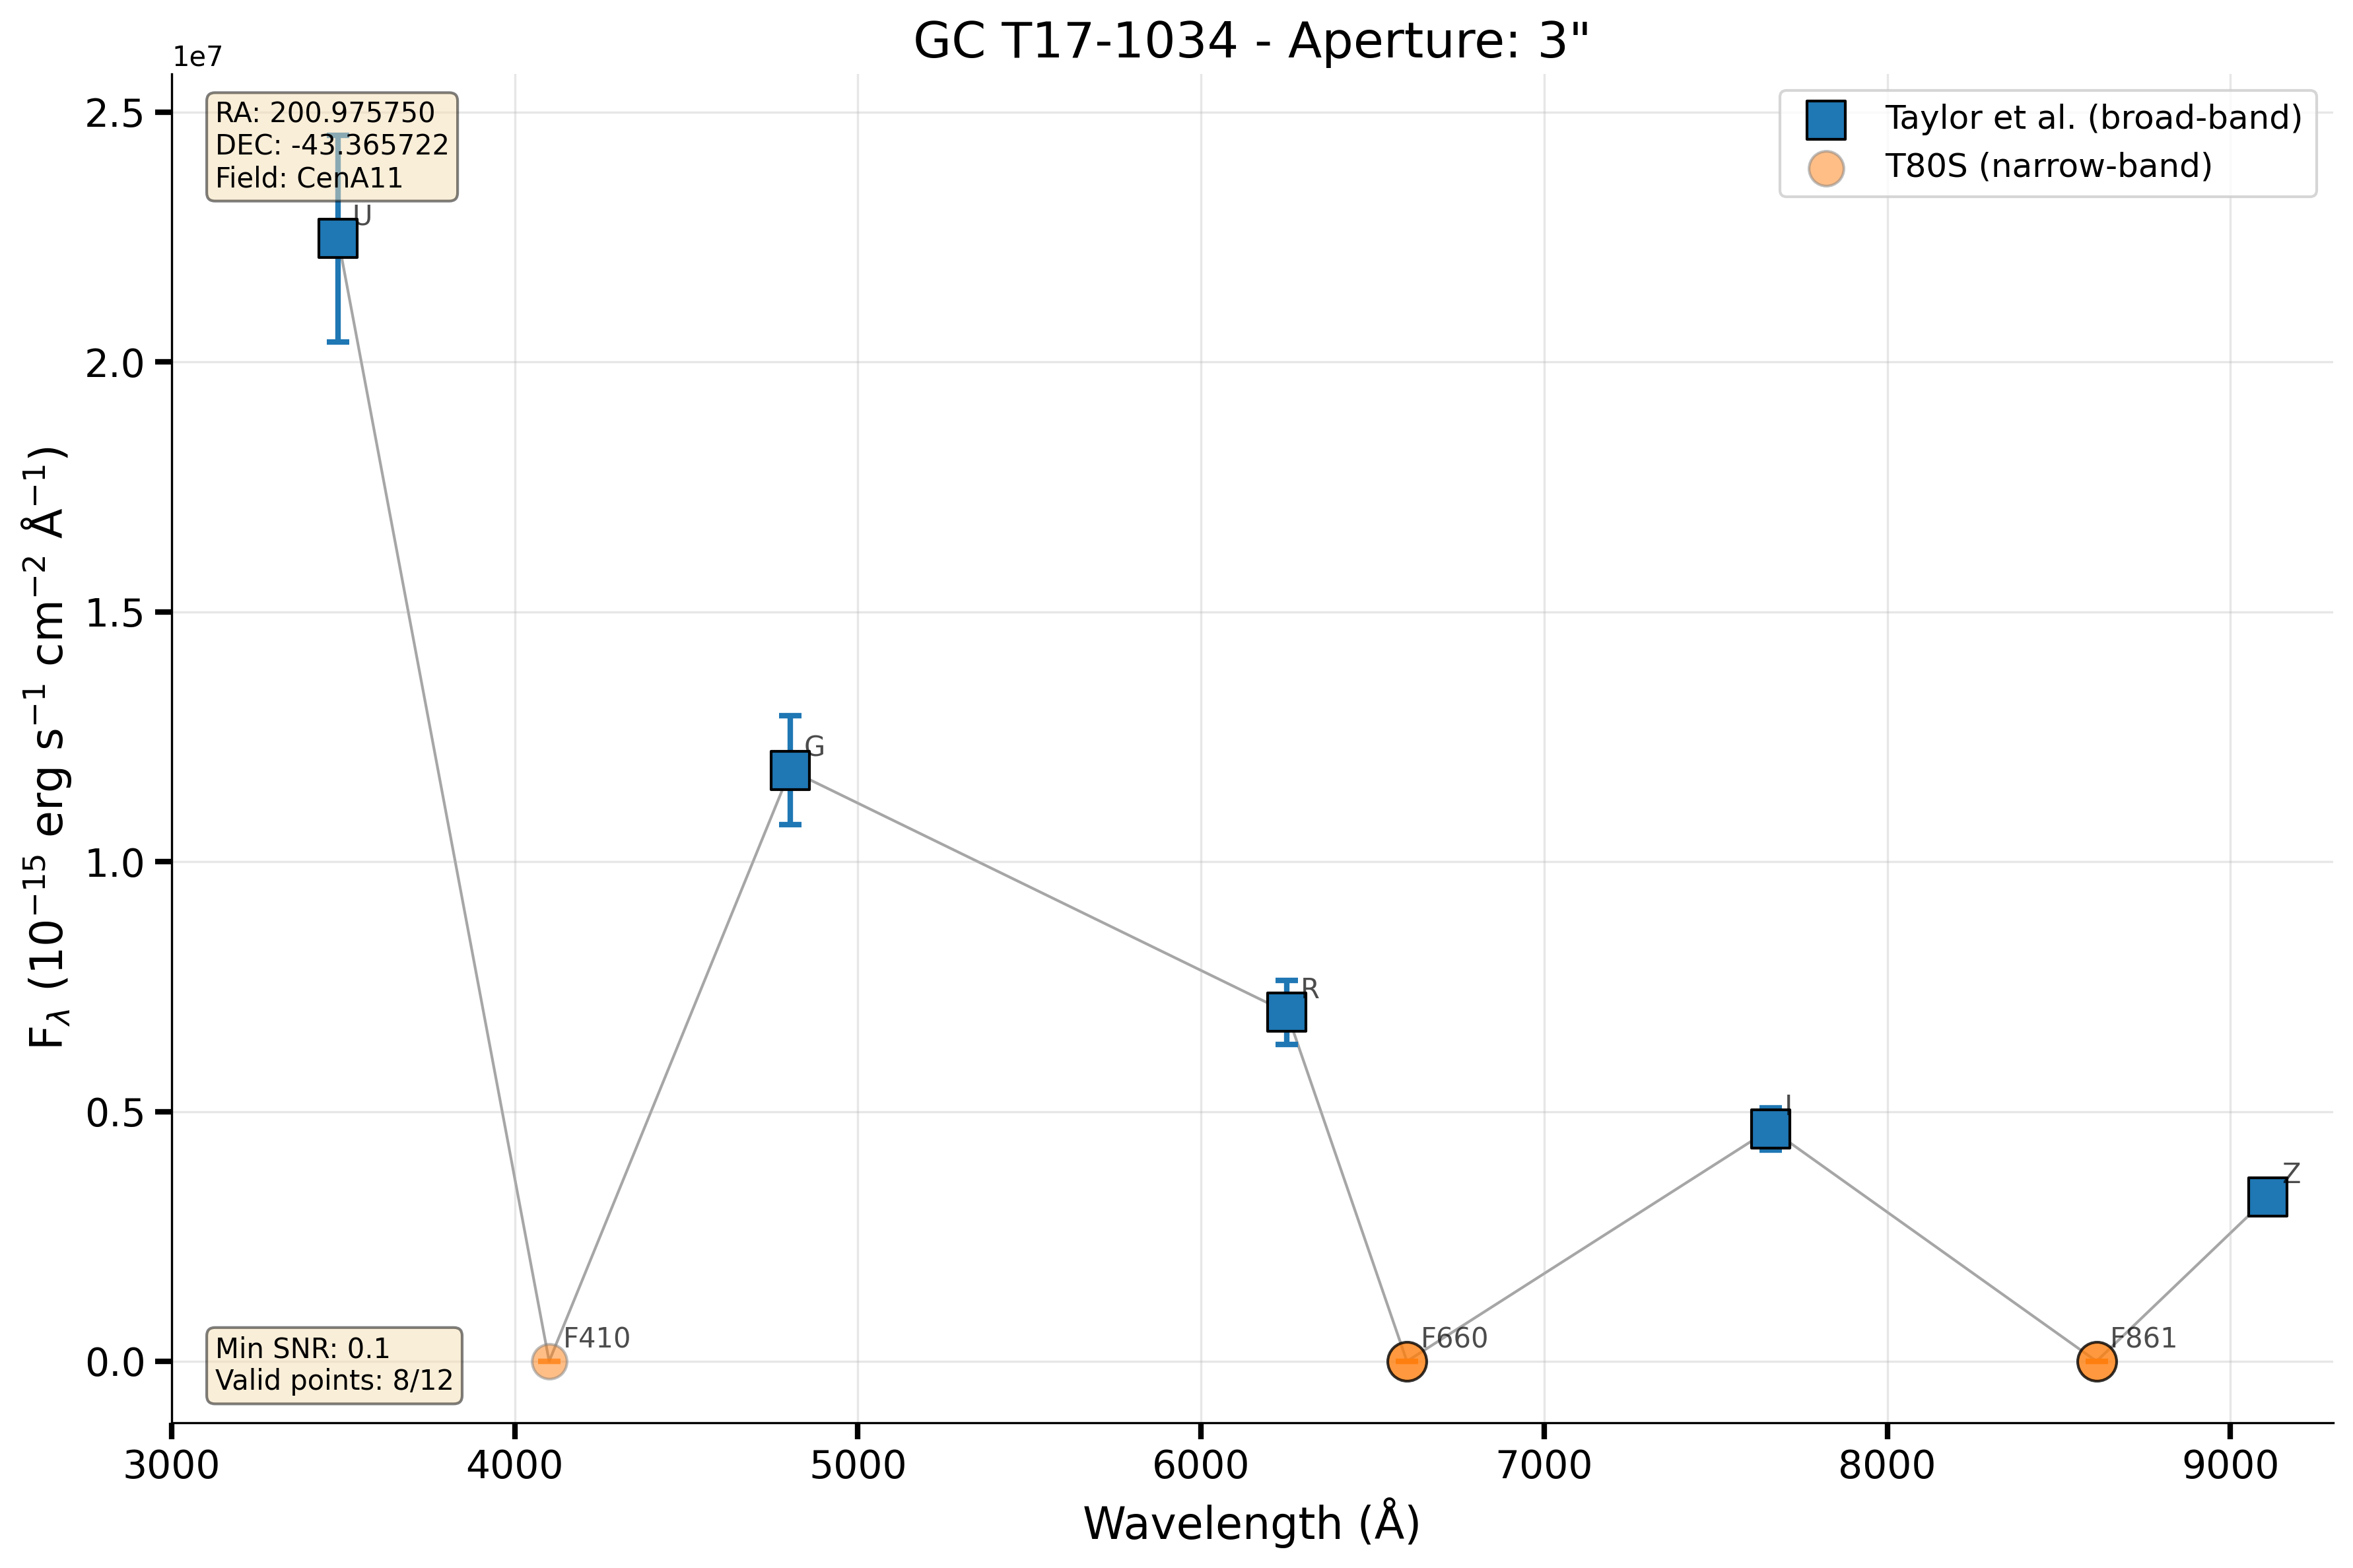 GC T17-1034 - Aperture: 3"
1e7
RA: 200.975750
DEC: -43.365722
Field: CenA11
Taylor et al. (broad-band)
T80S (narrow-band)
U
G
R
I
Z
F410
F660
F861
Min SNR: 0.1
Valid points: 8/12
2.5
2.0
1.5
1.0
0.5
0.0
F$_{λ}$ (10$^{−15}$ erg s$^{−1}$ cm$^{−2}$ Å$^{−1}$)
3000 4000 5000 6000 7000 8000 9000
Wavelength (Å)